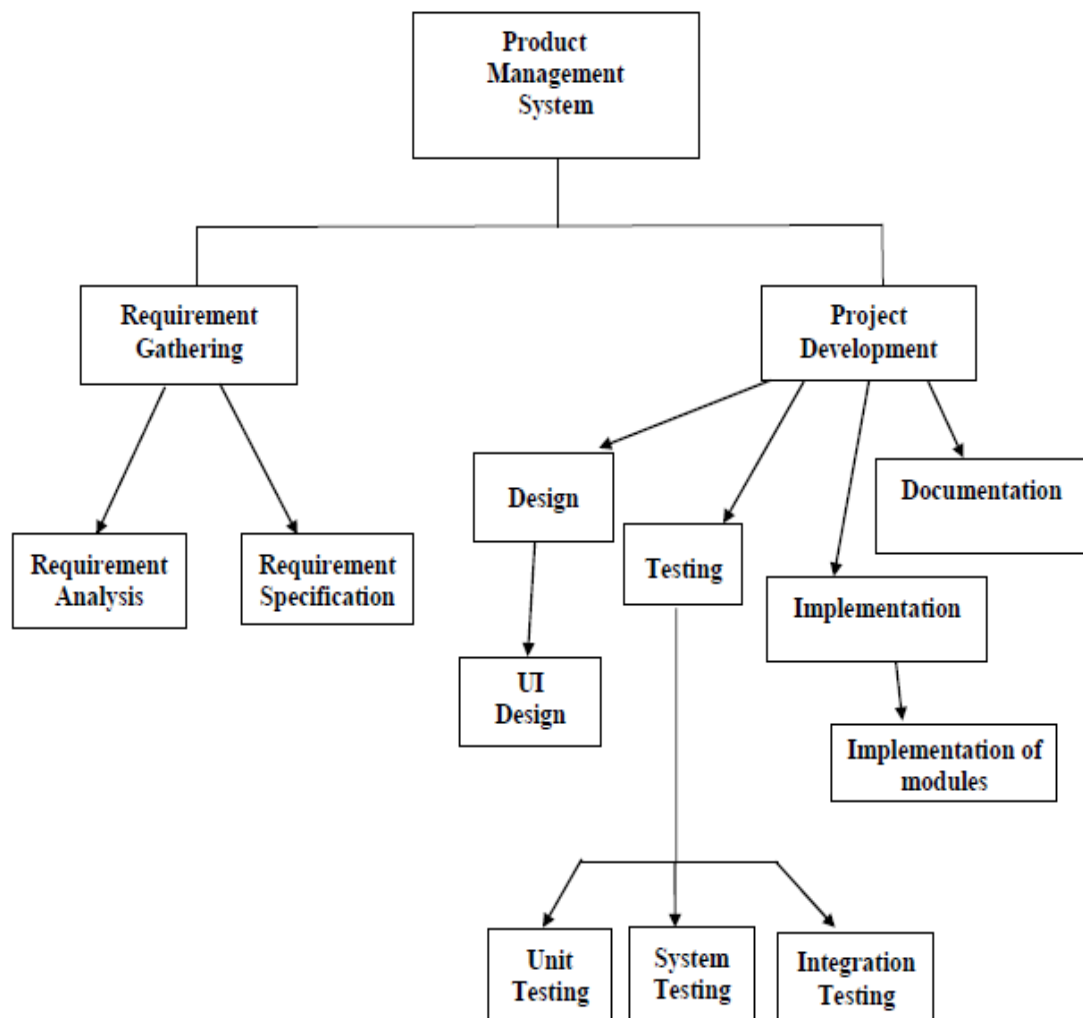 Product
Management
System
Requirement
Gathering
Project
Development
Design
Documentation
Testing
Requirement
Analysis
Requirement
Specification
Implementation
UI
Design
Implementation of
modules
Unit
Testing
System
Testing
Integration
Testing